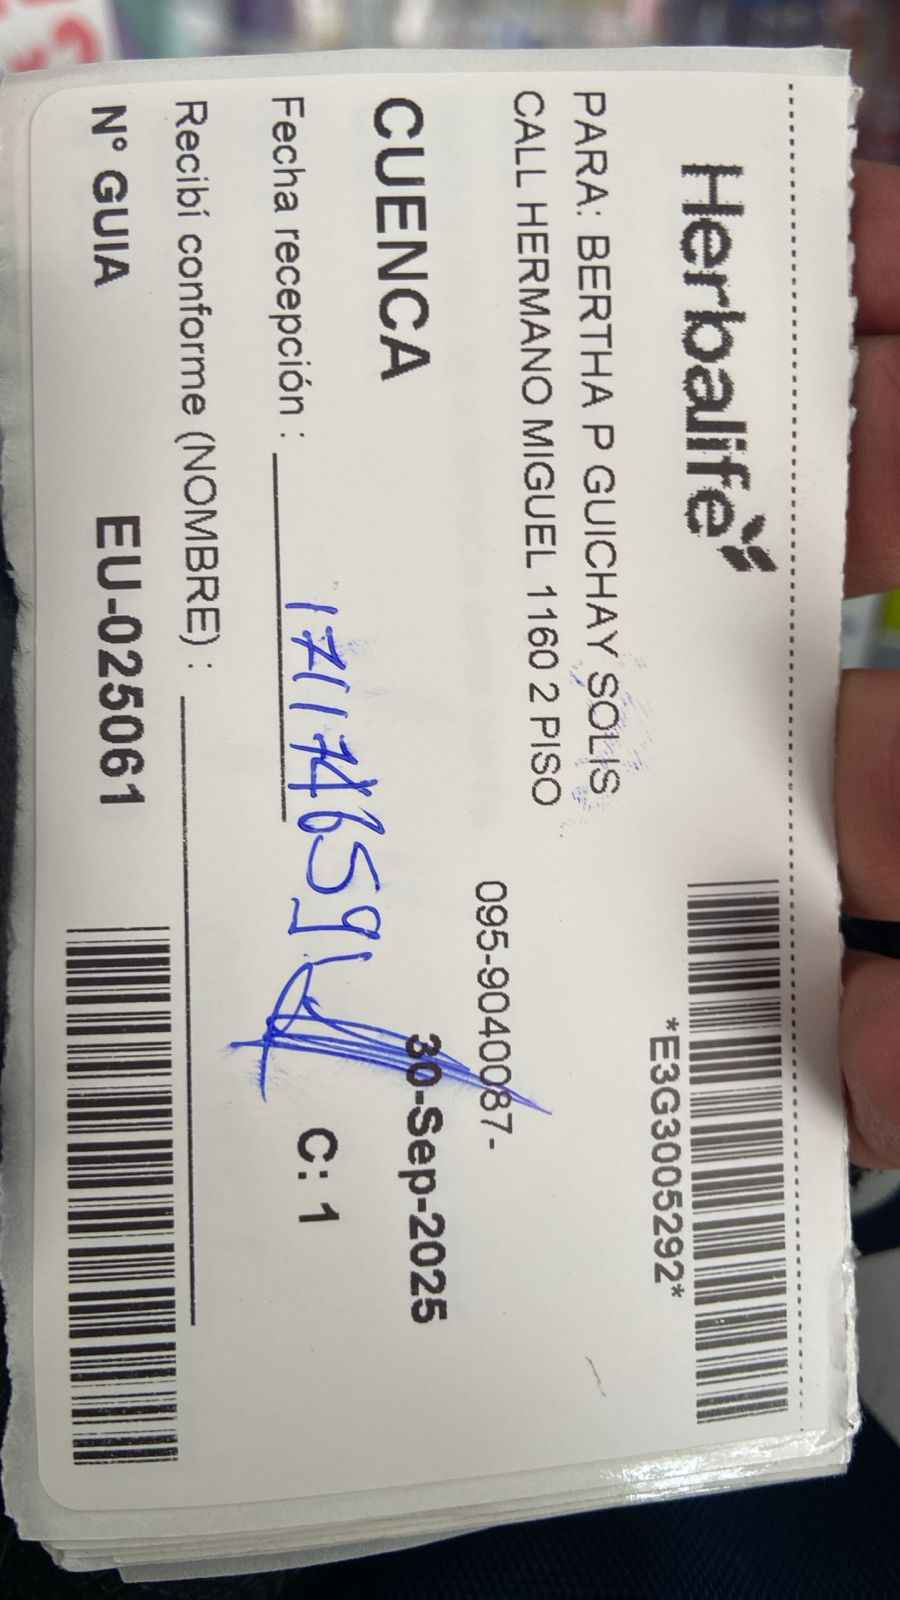 Herbalife
*E3G3005292*
PARA: BERTHA P GUICHAY SOLIS
CALL HERMANO MIGUEL 1160 2 PISO
095-9040087-
CUENCA
30-Sep-2025
Fecha recepción :
C: 1
Recibí conforme (NOMBRE) :
N° GUIA
EU-025061